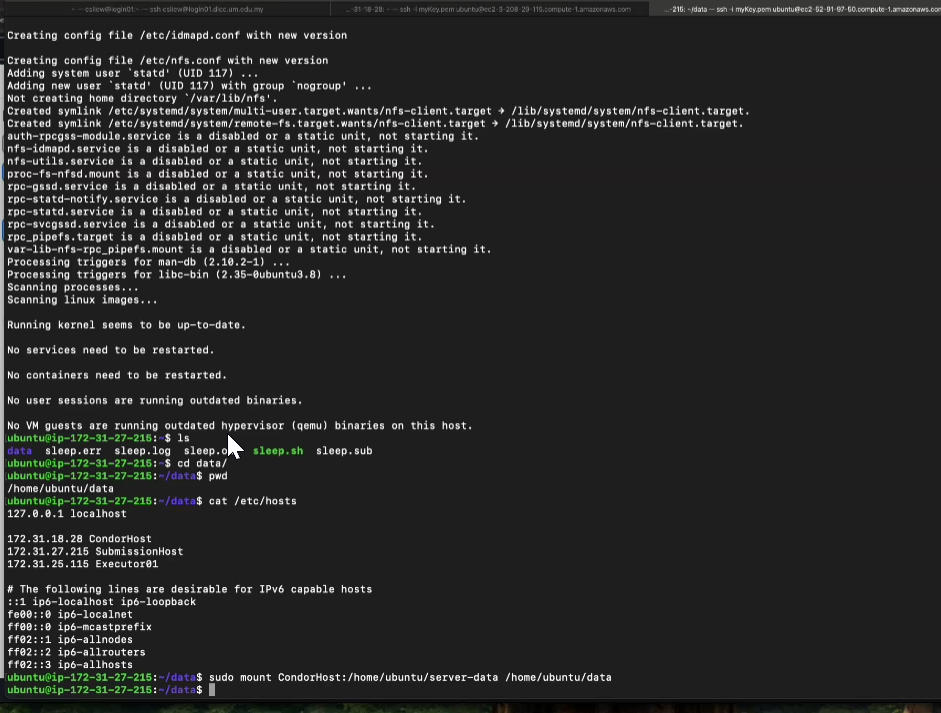 - — ssh csliew@login01.dicc.um.edu.my
...-31-18-28: ~ — ssh -i myKey.pem ubuntu@ec2-3-208-29-115.compute-1.amazonaws.com
...-215: ~/data — ssh -i myKey.pem ubuntu@ec2-52-91-97-50.compute-1.amazonaws.com
Creating config file /etc/idmapd.conf with new version
Creating config file /etc/nfs.conf with new version
Adding system user `statd' (UID 117) ...
Adding new user `statd' (UID 117) with group `nogroup' ...
Not creating home directory `/var/lib/nfs'.
Created symlink /etc/systemd/system/multi-user.target.wants/nfs-client.target → /lib/systemd/system/nfs-client.target.
Created symlink /etc/systemd/system/remote-fs.target.wants/nfs-client.target → /lib/systemd/system/nfs-client.target.
auth-rpcgss-module.service is a disabled or a static unit, not starting it.
nfs-idmapd.service is a disabled or a static unit, not starting it.
nfs-utils.service is a disabled or a static unit, not starting it.
proc-fs-nfsd.mount is a disabled or a static unit, not starting it.
rpc-gssd.service is a disabled or a static unit, not starting it.
rpc-statd-notify.service is a disabled or a static unit, not starting it.
rpc-statd.service is a disabled or a static unit, not starting it.
rpc-svcgssd.service is a disabled or a static unit, not starting it.
rpc_pipefs.target is a disabled or a static unit, not starting it.
var-lib-nfs-rpc_pipefs.mount is a disabled or a static unit, not starting it.
Processing triggers for man-db (2.10.2-1) ...
Processing triggers for libc-bin (2.35-0ubuntu3.8) ...
Scanning processes...
Scanning linux images...
Running kernel seems to be up-to-date.
No services need to be restarted.
No containers need to be restarted.
No user sessions are running outdated binaries.
No VM guests are running outdated hypervisor (qemu) binaries on this host.
ubuntu@ip-172-31-27-215:~$ ls
data sleep.err sleep.log sleep.sh sleep.sub
ubuntu@ip-172-31-27-215:~$ cd data/
ubuntu@ip-172-31-27-215:~/data$ pwd
/home/ubuntu/data
ubuntu@ip-172-31-27-215:~/data$ cat /etc/hosts
127.0.0.1 localhost
172.31.18.28 CondorHost
172.31.27.215 SubmissionHost
172.31.25.115 Executor01
# The following lines are desirable for IPv6 capable hosts
::1 ip6-localhost ip6-loopback
fe00::0 ip6-localnet
ff00::0 ip6-mcastprefix
ff02::1 ip6-allnodes
ff02::2 ip6-allrouters
ff02::3 ip6-allhosts
ubuntu@ip-172-31-27-215:~/data$ sudo mount CondorHost:/home/ubuntu/server-data /home/ubuntu/data
ubuntu@ip-172-31-27-215:~/data$